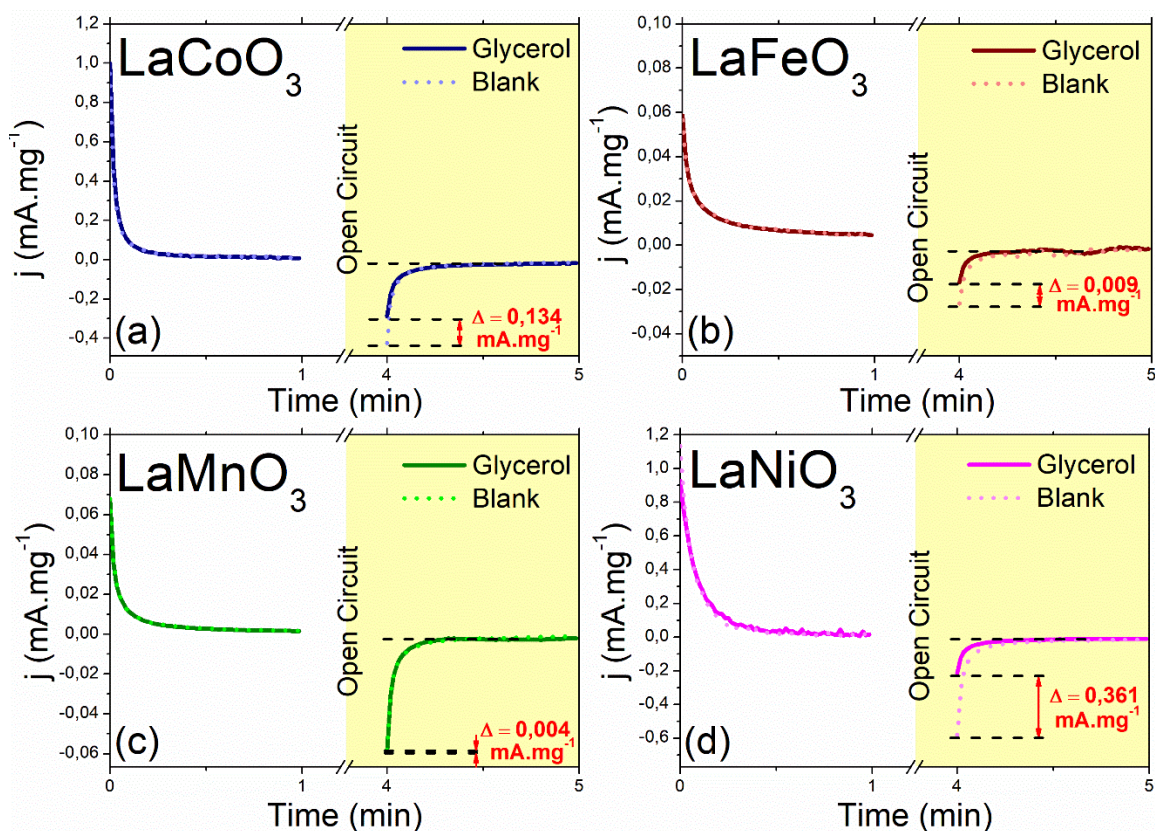 LaCoO3
Glycerol
Blank
1,2
1,0
0,8
0,6
0,4
0,2
0,0
-0,2
-0,4
j (mA.mg-1)
Open Circuit
Δ = 0,134
mA.mg-1
(a)
0
1
4
5
Time (min)
LaFeO3
Glycerol
Blank
0,10
0,08
0,06
0,04
0,02
0,00
-0,02
-0,04
j (mA.mg-1)
Open Circuit
Δ = 0,009
mA.mg-1
(b)
0
1
4
5
Time (min)
LaMnO3
Glycerol
Blank
0,10
0,08
0,06
0,04
0,02
0,00
-0,02
-0,04
-0,06
j (mA.mg-1)
Open Circuit
Δ = 0,004
mA.mg-1
(c)
0
1
4
5
Time (min)
LaNiO3
Glycerol
Blank
1,2
1,0
0,8
0,6
0,4
0,2
0,0
-0,2
-0,4
-0,6
j (mA.mg-1)
Open Circuit
Δ = 0,361
mA.mg-1
(d)
0
1
4
5
Time (min)